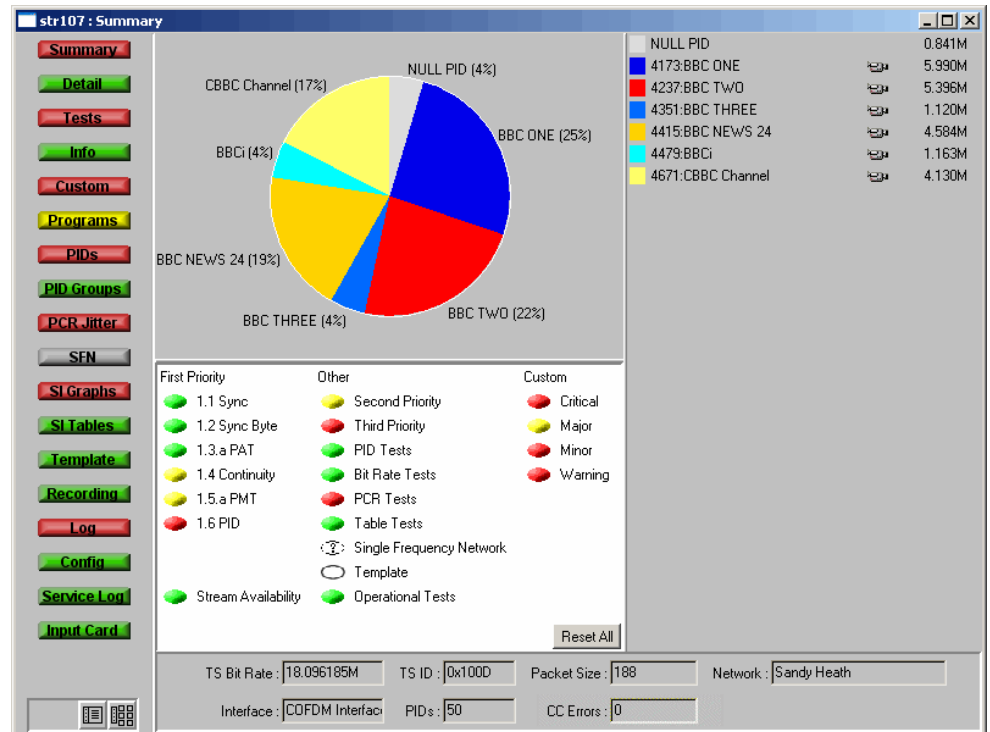 str107 : Summary
Summary
Detail
Tests
Info
Custom
Programs
PIDs
PID Groups
PCR Jitter
SFN
SI Graphs
SI Tables
Template
Recording
Log
Config
Service Log
Input Card
NULL PID (4%)
CBBC Channel (17%)
BBC ONE (25%)
BBCi (4%)
BBC NEWS 24 (19%)
BBC THREE (4%)
BBC TWO (22%)
NULL PID 0.841M
4173:BBC ONE 5.990M
4237:BBC TWO 5.396M
4351:BBC THREE 1.120M
4415:BBC NEWS 24 4.584M
4479:BBCi 1.163M
4671:CBBC Channel 4.130M
First Priority Other Custom
1.1 Sync Second Priority Critical
1.2 Sync Byte Third Priority Major
1.3.a PAT PID Tests Minor
1.4 Continuity Bit Rate Tests Warning
1.5.a PMT PCR Tests
1.6 PID Table Tests
Single Frequency Network
Template
Stream Availability Operational Tests
Reset All
TS Bit Rate : 18.096185M TS ID : 0x100D Packet Size : 188 Network : Sandy Heath
Interface : COFDM Interfac PIDs : 50 CC Errors : 0